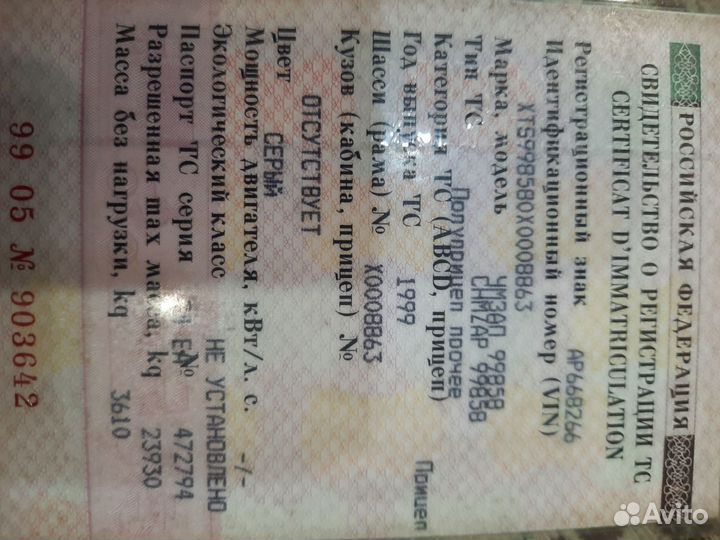 РОССИЙСКАЯ ФЕДЕРАЦИЯ
СВИДЕТЕЛЬСТВО О РЕГИСТРАЦИИ ТС
CERTIFICAT D'IMMATRICULATION
Регистрационный знак АР668266
Идентификационный номер (VIN)
XTS99858OX0008863
Марка, модель ЧМЗАП 99858
CHMZAP 99858
Тип ТС Полуприцеп прочее
Категория ТС (ABCD, прицеп) Прицеп
Год выпуска ТС 1999
Шасси (рама) № X0008863
Кузов (кабина, прицеп) №
ОТСУТСТВУЕТ
Цвет СЕРЫЙ
Мощность двигателя, кВт/л. с. -/-
Экологический класс НЕ УСТАНОВЛЕНО
Паспорт ТС серия № 472794
Разрешенная max масса, kg 23930
Масса без нагрузки, kg 3610
99 05 № 903642
Avito